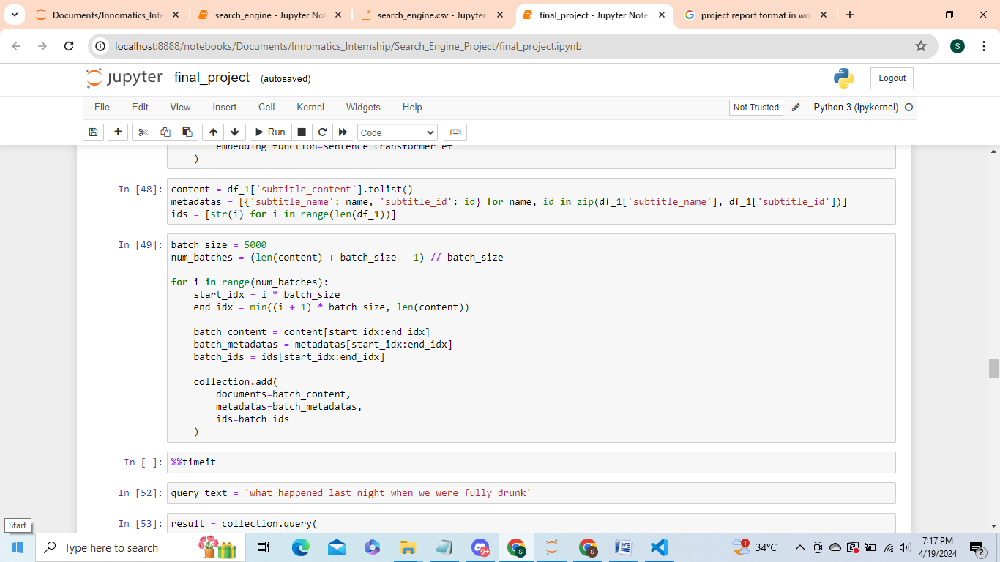 Documents/Innomatics_Inte
search_engine - Jupyter Not
search_engine.csv - Jupyter
final_project - Jupyter Note
project report format in wo
localhost:8888/notebooks/Documents/Innomatics_Internship/Search_Engine_Project/final_project.ipynb
S
jupyter final_project (autosaved)
Logout
File Edit View Insert Cell Kernel Widgets Help
Not Trusted
Python 3 (ipykernel)
Run
Code
embedding_function=sentence_transformer_ef
)
In [48]: content = df_1['subtitle_content'].tolist()
metadatas = [{'subtitle_name': name, 'subtitle_id': id} for name, id in zip(df_1['subtitle_name'], df_1['subtitle_id'])]
ids = [str(i) for i in range(len(df_1))]
In [49]: batch_size = 5000
num_batches = (len(content) + batch_size - 1) // batch_size
for i in range(num_batches):
start_idx = i * batch_size
end_idx = min((i + 1) * batch_size, len(content))
batch_content = content[start_idx:end_idx]
batch_metadatas = metadatas[start_idx:end_idx]
batch_ids = ids[start_idx:end_idx]
collection.add(
documents=batch_content,
metadatas=batch_metadatas,
ids=batch_ids
)
In [ ]: %%timeit
In [52]: query_text = 'what happened last night when we were fully drunk'
In [53]: result = collection.query(
Start
Type here to search
9+
S
S
1
34°C
7:17 PM
4/19/2024
2